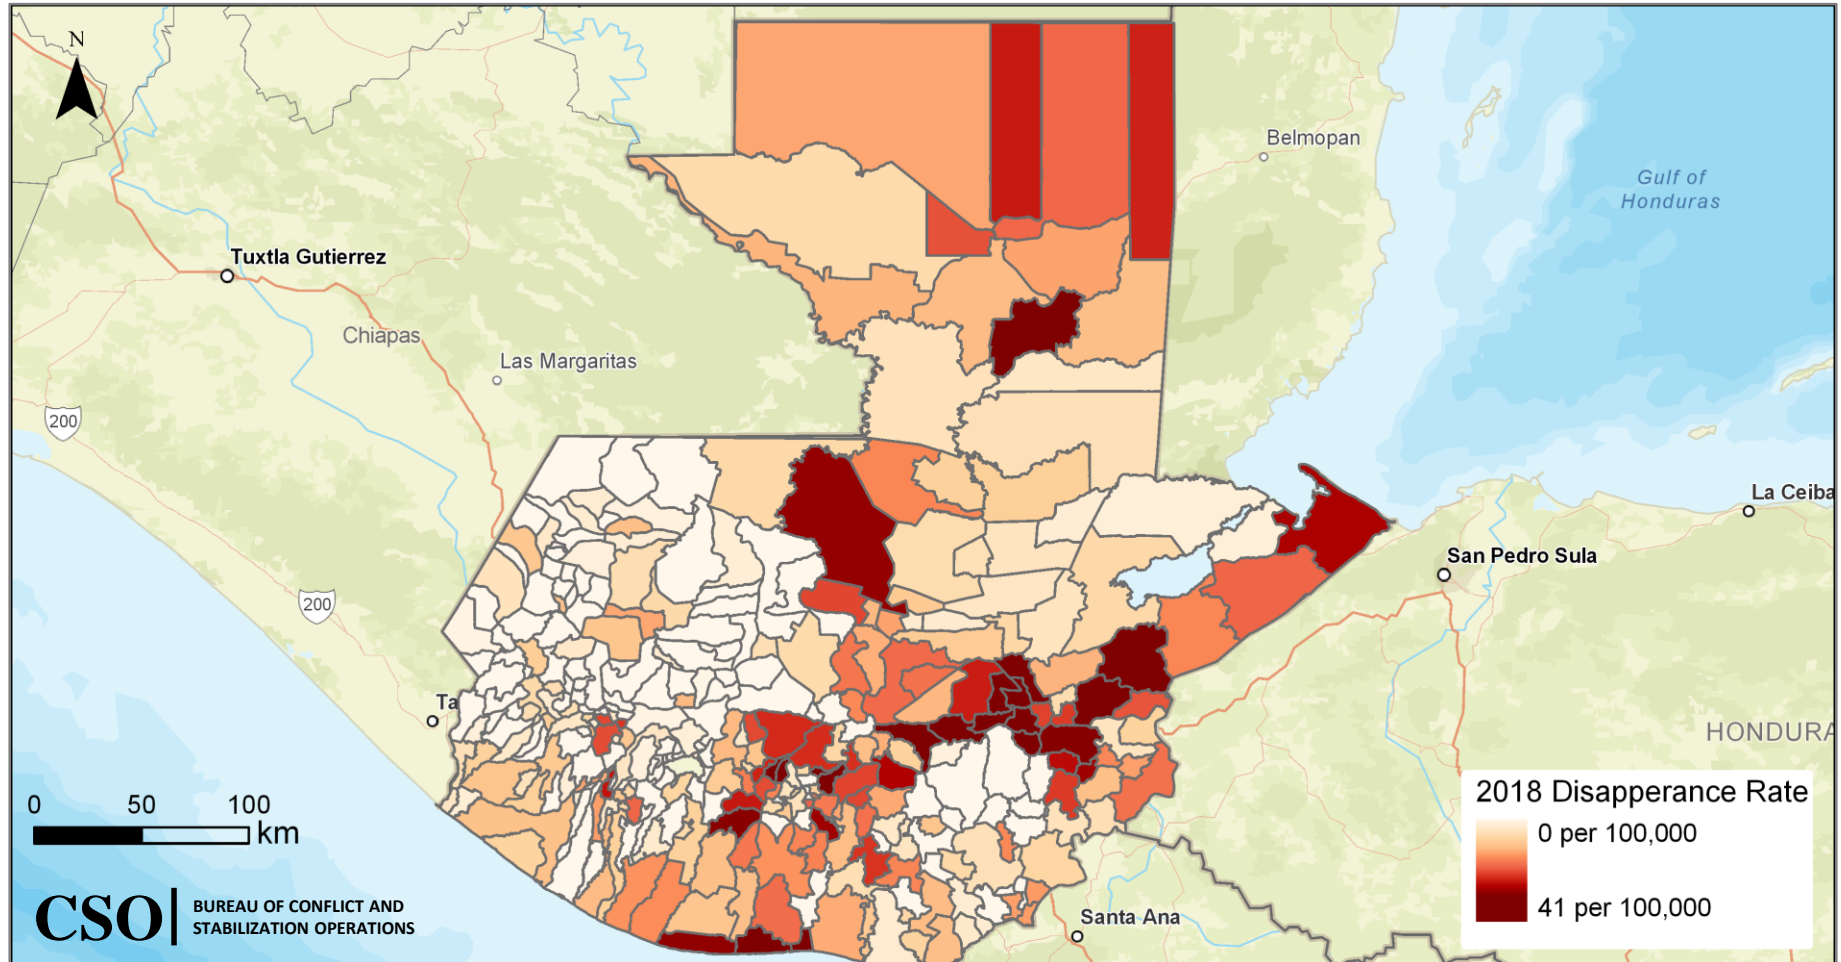 N
Belmopan
Gulf of
Honduras
Tuxtla Gutierrez
Chiapas
Las Margaritas
200
La Ceiba
San Pedro Sula
200
Ta
HONDURA
0 50 100
km
2018 Disapperance Rate
0 per 100,000
41 per 100,000
CSO
BUREAU OF CONFLICT AND
STABILIZATION OPERATIONS
Santa Ana